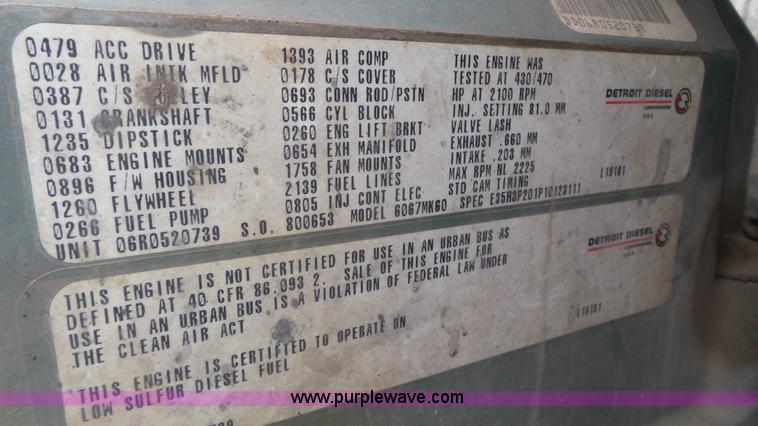 DD06R0520739
0479 ACC DRIVE
0028 AIR INTK MFLD
0387 C/S
0131 CRANKSHAFT
1235 DIPSTICK
0683 ENGINE MOUNTS
0896 F/W HOUSING
1260 FLYWHEEL
0266 FUEL PUMP
1393 AIR COMP
0178 C/S COVER
0693 CONN ROD/PSTN
0566 CYL BLOCK
0260 ENG LIFT BRKT
0654 EXH MANIFOLD
1758 FAN MOUNTS
2139 FUEL LINES
0805 INJ CONT ELEC
THIS ENGINE WAS
TESTED AT 430/470
HP AT 2100 RPM
INJ. SETTING 81.0 MM
VALVE LASH
EXHAUST .660 MM
INTAKE .203 MM
MAX RPM-NL 2225
STD CAM TIMING
DETROIT DIESEL
CORPORATION
U.S.A.
L19181
UNIT 06R0520739 S.O. 800653 MODEL 6067MK60 SPEC E35H3P201P10123111
THIS ENGINE IS NOT CERTIFIED FOR USE IN AN URBAN BUS AS
DEFINED AT 40 CFR 86.093 2. SALE OF THIS ENGINE FOR
USE IN AN URBAN BUS IS A VIOLATION OF FEDERAL LAW UNDER
THE CLEAN AIR ACT
DETROIT DIESEL
CORPORATION
U.S.A.
L19181
THIS ENGINE IS CERTIFIED TO OPERATE ON
LOW SULFUR DIESEL FUEL
www.purplewave.com